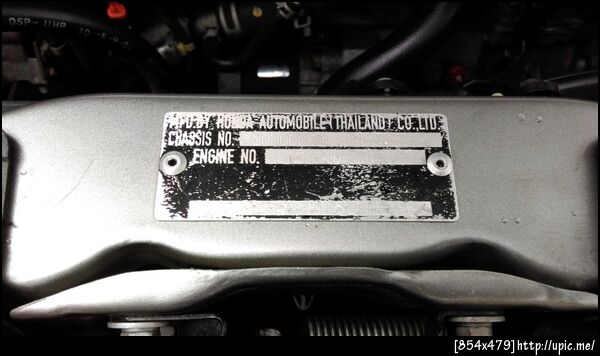 MFD.BY HONDA AUTOMOBILE (THAILAND) CO.,LTD.
CHASSIS NO.
ENGINE NO.
[854x479]http://upic.me/